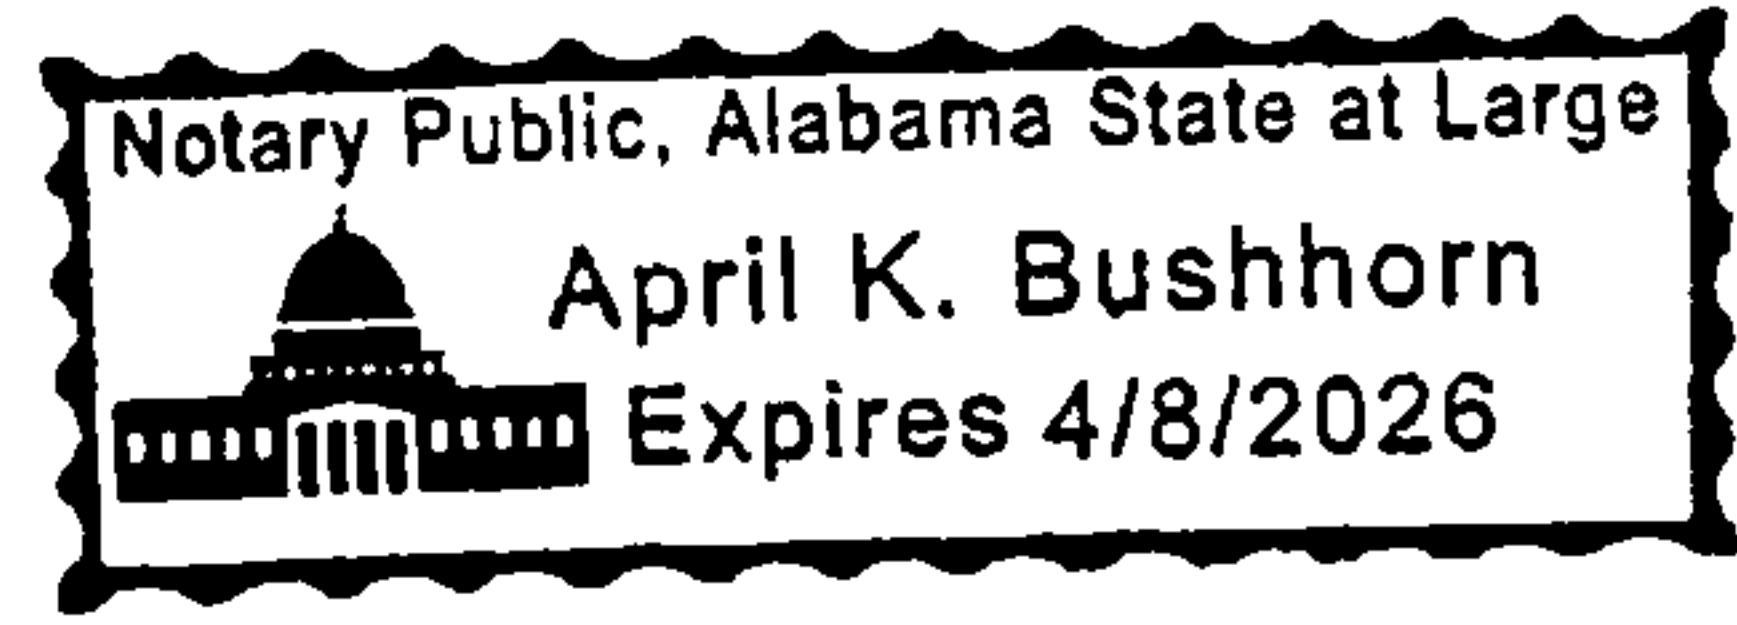 Notary Public, Alabama State at Large
April K. Bushhorn
Expires 4/8/2026